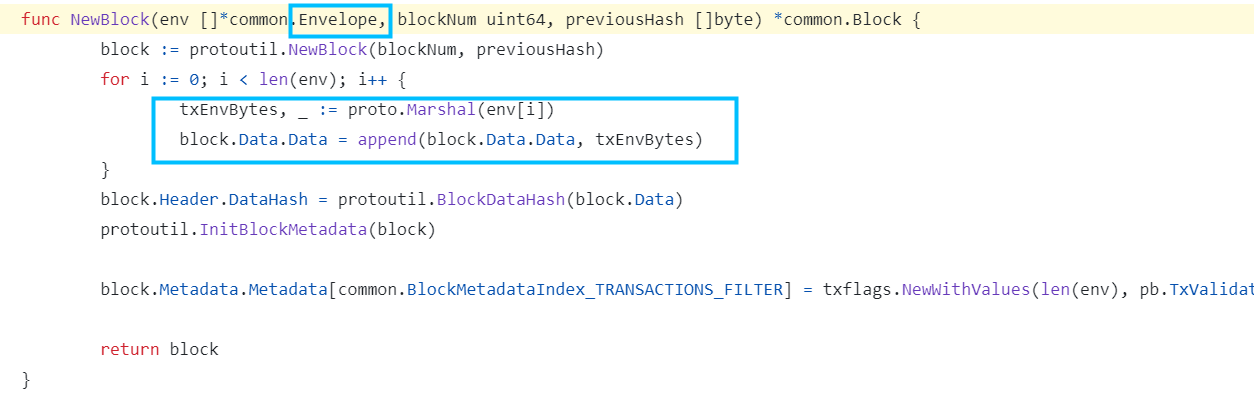 func NewBlock(env []*common.Envelope, blockNum uint64, previousHash []byte) *common.Block {
block := protoutil.NewBlock(blockNum, previousHash)
for i := 0; i < len(env); i++ {
txEnvBytes, _ := proto.Marshal(env[i])
block.Data.Data = append(block.Data.Data, txEnvBytes)
}
block.Header.DataHash = protoutil.BlockDataHash(block.Data)
protoutil.InitBlockMetadata(block)
block.Metadata.Metadata[common.BlockMetadataIndex_TRANSACTIONS_FILTER] = txflags.NewWithValues(len(env), pb.TxValidat
return block
}